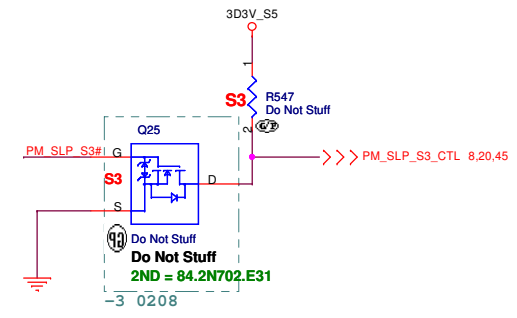 3D3V_S5
1
S3
R547
Do Not Stuff
2
G/P
Q25
PM_SLP_S3#
G
PM_SLP_S3_CTL 8,20,45
S3
D
S
GP
Do Not Stuff
Do Not Stuff
2ND = 84.2N702.E31
-3 0208